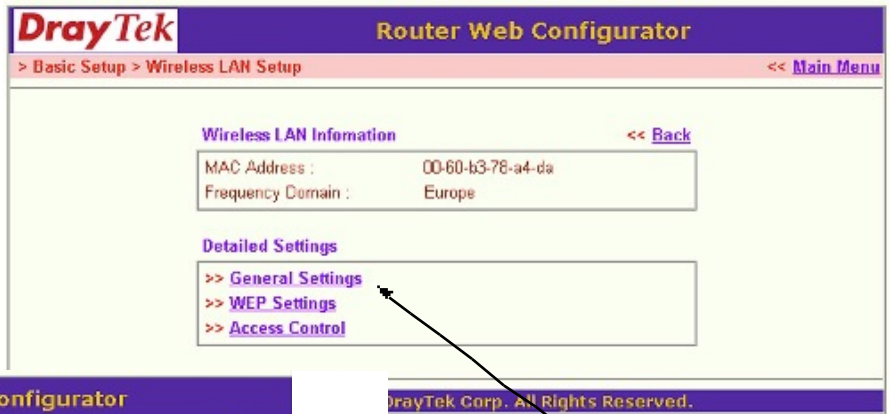 DrayTek Router Web Configurator
> Basic Setup > Wireless LAN Setup << Main Menu
Wireless LAN Infomation << Back
MAC Address : 00-60-b3-78-a4-da
Frequency Domain : Europe
Detailed Settings
>> General Settings
>> WEP Settings
>> Access Control
onfigurator
DrayTek Corp. All Rights Reserved.